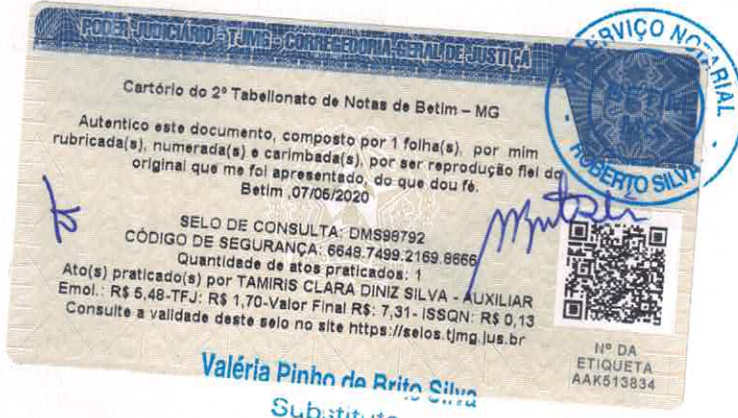 PODER JUDICIÁRIO - TJMG - CORREGEDORIA-GERAL DE JUSTIÇA
SERVIÇO NOTARIAL
ROBERTO SILVA
Cartório do 2º Tabelionato de Notas de Betim – MG
Autentico este documento, composto por 1 folha(s), por mim
rubricada(s), numerada(s) e carimbada(s), por ser reprodução fiel do
original que me foi apresentado, do que dou fé.
Betim ,07/05/2020
SELO DE CONSULTA: DMS98792
CÓDIGO DE SEGURANÇA: 6648.7499.2169.8666
Quantidade de atos praticados: 1
Ato(s) praticado(s) por TAMIRIS CLARA DINIZ SILVA - AUXILIAR
Emol.: R$ 5,48-TFJ: R$ 1,70-Valor Final R$: 7,31- ISSQN: R$ 0,13
Consulte a validade deste selo no site https://selos.tjmg.jus.br
Nº DA
ETIQUETA
AAK513834
Valéria Pinho de Brito Silva
Substituta